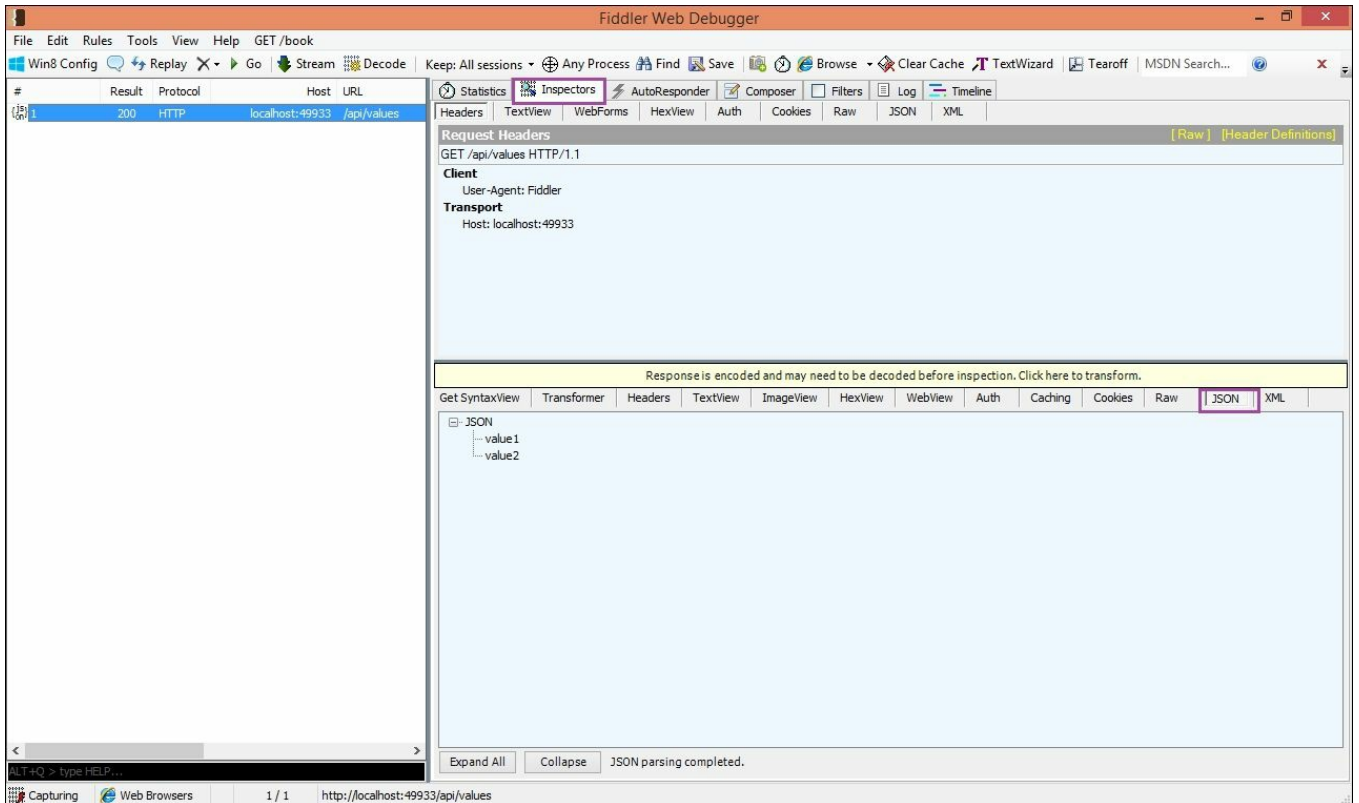 Fiddler Web Debugger
File Edit Rules Tools View Help GET /book
Win8 Config Replay Go Stream Decode Keep: All sessions Any Process Find Save Browse Clear Cache TextWizard Tearoff MSDN Search...
# Result Protocol Host URL
1 200 HTTP localhost:49933 /api/values
Statistics Inspectors AutoResponder Composer Filters Log Timeline
Headers TextView WebForms HexView Auth Cookies Raw JSON XML
Request Headers [Raw] [Header Definitions]
GET /api/values HTTP/1.1
Client
User-Agent: Fiddler
Transport
Host: localhost:49933
Response is encoded and may need to be decoded before inspection. Click here to transform.
Get SyntaxView Transformer Headers TextView ImageView HexView WebView Auth Caching Cookies Raw JSON XML
JSON
value1
value2
Expand All Collapse JSON parsing completed.
ALT+Q > type HELP...
Capturing Web Browsers 1 / 1 http://localhost:49933/api/values